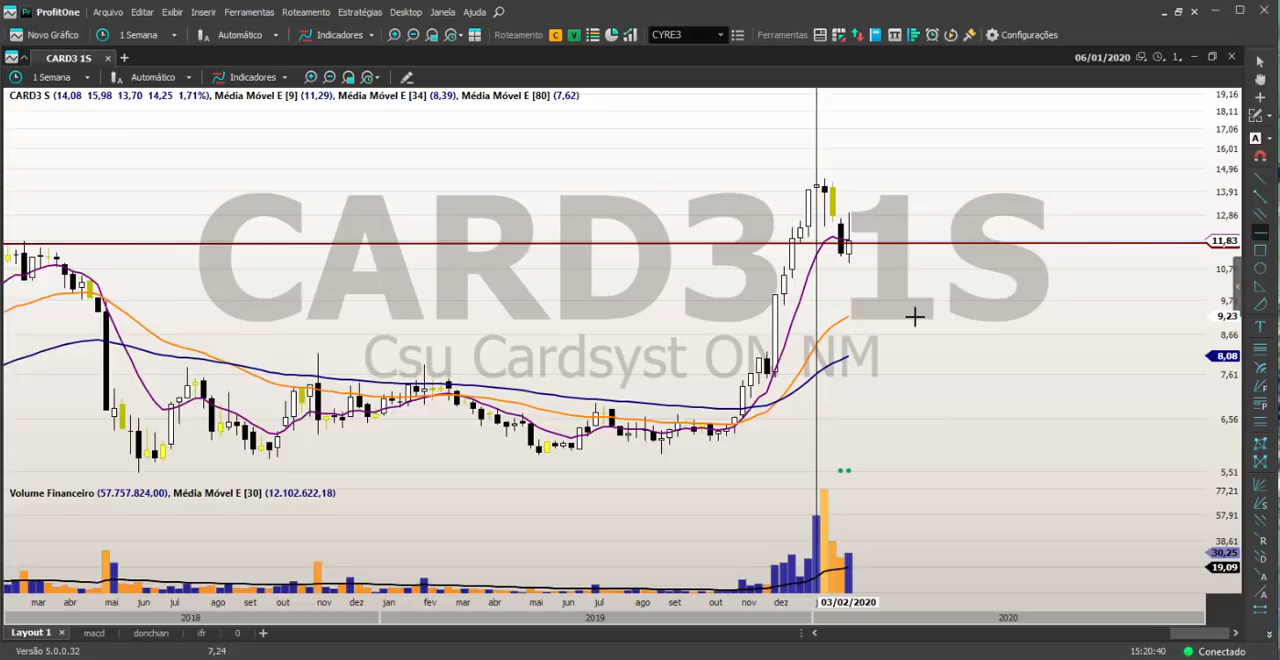 ProfitOne Arquivo Editar Exibir Inserir Ferramentas Roteamento Estratégias Desktop Janela Ajuda
Novo Gráfico 1 Semana Automático Indicadores Roteamento C V CYRE3 Ferramentas Configurações
CARD3 1S 06/01/2020 1
1 Semana Automático Indicadores
CARD3 S (14,08 15,98 13,70 14,25 1,71%), Média Móvel E [9] (11,29), Média Móvel E [34] (8,39), Média Móvel E [80] (7,62)
CARD3 1S
Csu Cardsyst ON NM
19,16
18,11
17,06
16,01
14,96
13,91
12,86
11,83
10,7
9,7
9,23
8,66
8,08
7,61
6,56
5,51
Volume Financeiro (57.757.824,00), Média Móvel E [30] (12.102.622,18)
77,21
57,91
38,61
30,25
19,09
mar abr mai jun jul ago set out nov dez jan fev mar abr mai jun jul ago set out nov dez 03/02/2020
2018 2019 2020
Layout 1 macd donchian ifr 0
Versão 5.0.0.32 7,24 15:20:40 Conectado